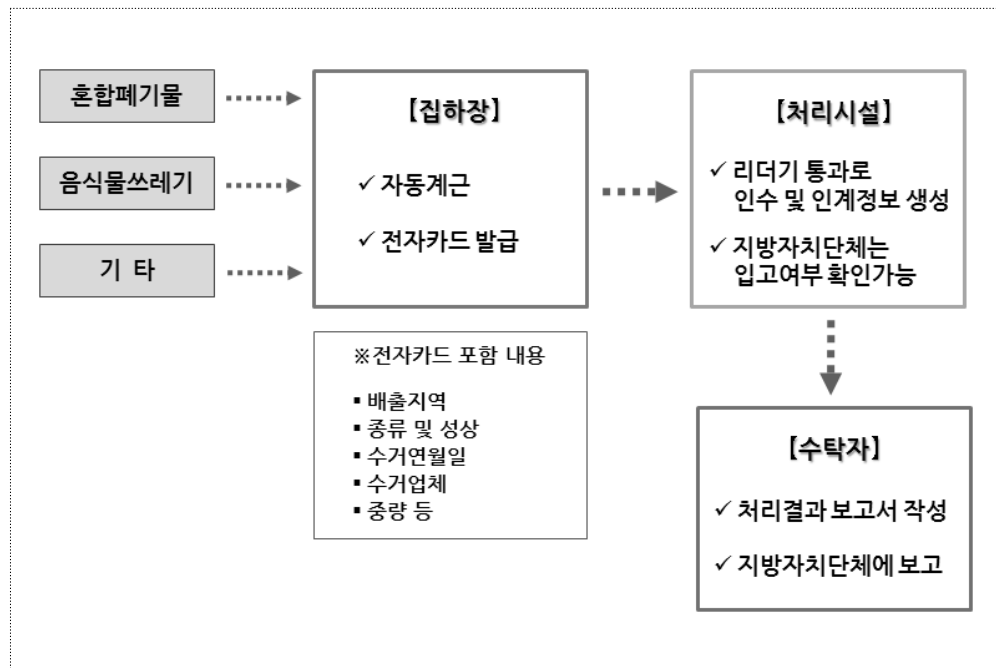 혼합폐기물
음식물쓰레기
기 타
【집하장】
✓ 자동계근
✓ 전자카드 발급
※전자카드 포함 내용
▪ 배출지역
▪ 종류 및 성상
▪ 수거연월일
▪ 수거업체
▪ 중량 등
【처리시설】
✓ 리더기 통과로
인수 및 인계정보 생성
✓ 지방자치단체는
입고여부 확인가능
【수탁자】
✓ 처리결과 보고서 작성
✓ 지방자치단체에 보고